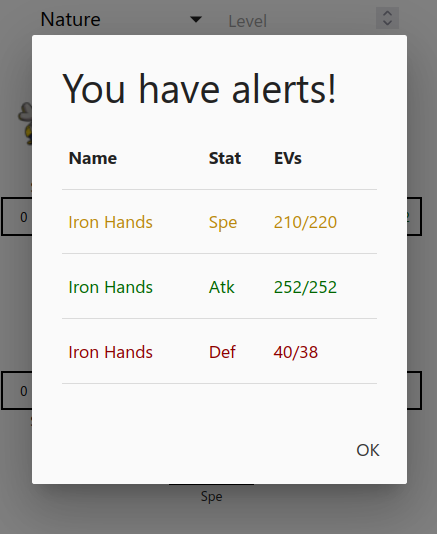 Nature Level
You have alerts!
Name Stat EVs
Iron Hands Spe 210/220
Iron Hands Atk 252/252
Iron Hands Def 40/38
0
0
OK
Spe